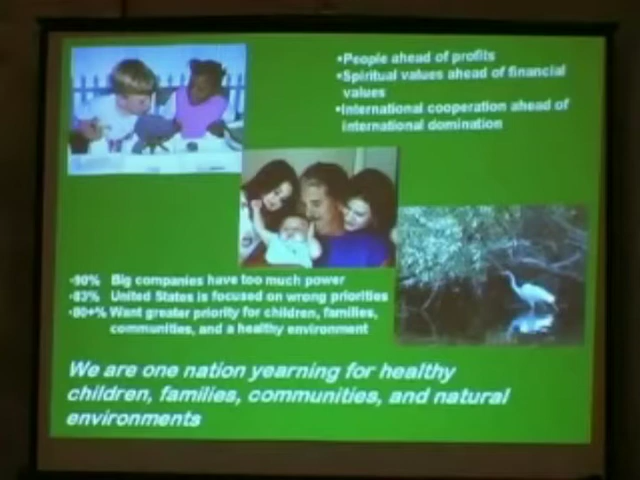 •People ahead of profits
•Spiritual values ahead of financial
values
•International cooperation ahead of
international domination
•90% Big companies have too much power
•83% United States is focused on wrong priorities
•80+% Want greater priority for children, families,
communities, and a healthy environment
We are one nation yearning for healthy
children, families, communities, and natural
environments